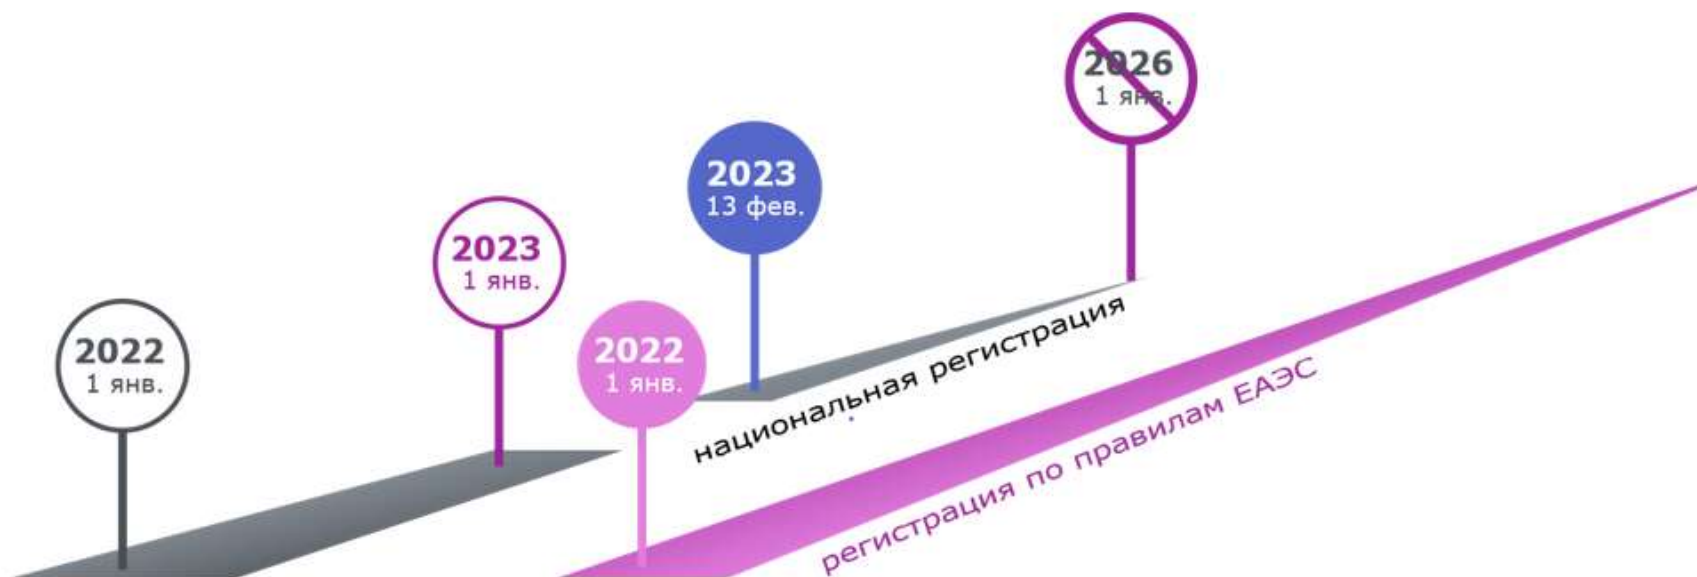 2026
1 янв.
2023
13 фев.
2023
1 янв.
2022
1 янв.
2022
1 янв.
национальная регистрация
регистрация по правилам ЕАЭС